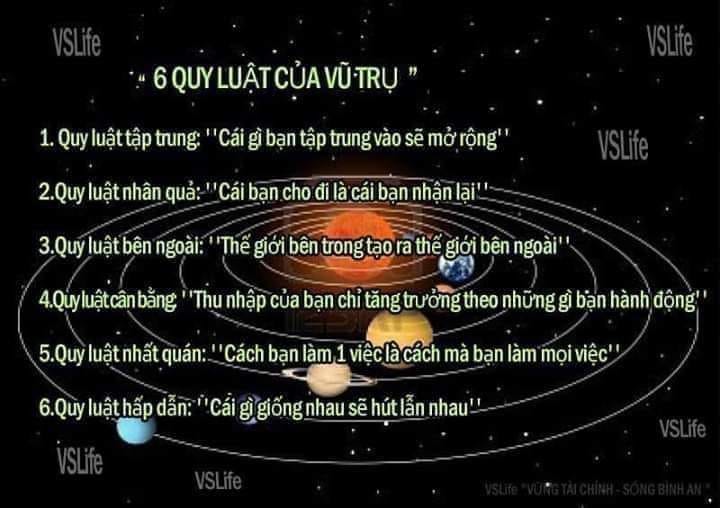 VSLife
VSLife
“ 6 QUY LUẬT CỦA VŨ TRỤ ”
1. Quy luật tập trung: ''Cái gì bạn tập trung vào sẽ mở rộng''
VSLife
2.Quy luật nhân quả: ''Cái bạn cho đi là cái bạn nhận lại''
3.Quy luật bên ngoài: ''Thế giới bên trong tạo ra thế giới bên ngoài''
4.Quy luật cân bằng: ''Thu nhập của bạn chỉ tăng trưởng theo những gì bạn hành động''
5.Quy luật nhất quán: ''Cách bạn làm 1 việc là cách mà bạn làm mọi việc''
6.Quy luật hấp dẫn: ''Cái gì giống nhau sẽ hút lẫn nhau''
VSLife
VSLife
VSLife
VSLife "VỮNG TÀI CHÍNH - SỐNG BÌNH AN "